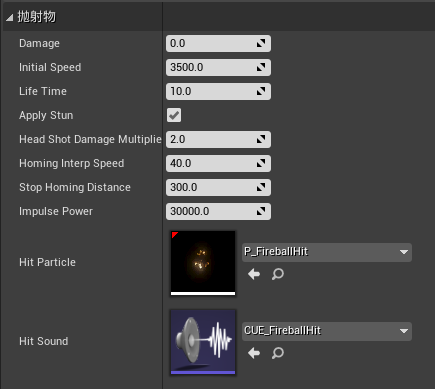 抛射物
Damage
0.0
Initial Speed
3500.0
Life Time
10.0
Apply Stun
Head Shot Damage Multiplie
2.0
Homing Interp Speed
40.0
Stop Homing Distance
300.0
Impulse Power
30000.0
Hit Particle
P_FireballHit
Hit Sound
CUE_FireballHit